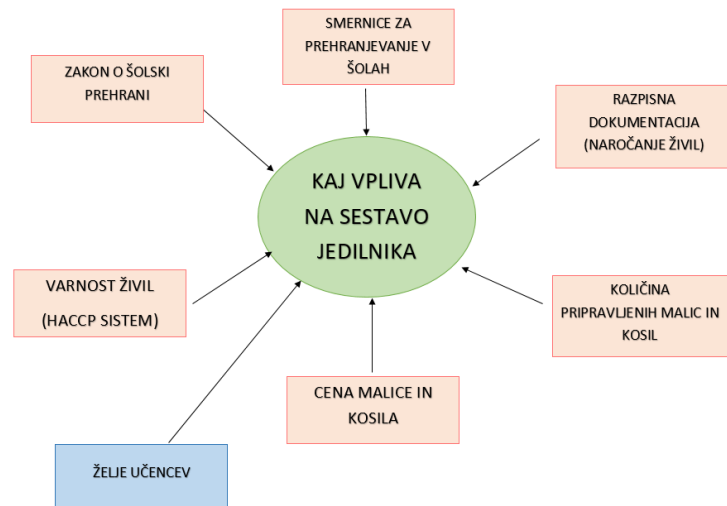 SMERNICE ZA
PREHRANJEVANJE V
ŠOLAH
ZAKON O ŠOLSKI
PREHRANI
RAZPISNA
DOKUMENTACIJA
(NAROČANJE ŽIVIL)
KAJ VPLIVA
NA SESTAVO
JEDILNIKA
VARNOST ŽIVIL
(HACCP SISTEM)
KOLIČINA
PRIPRAVLJENIH MALIC IN
KOSIL
CENA MALICE IN
KOSILA
ŽELJE UČENCEV